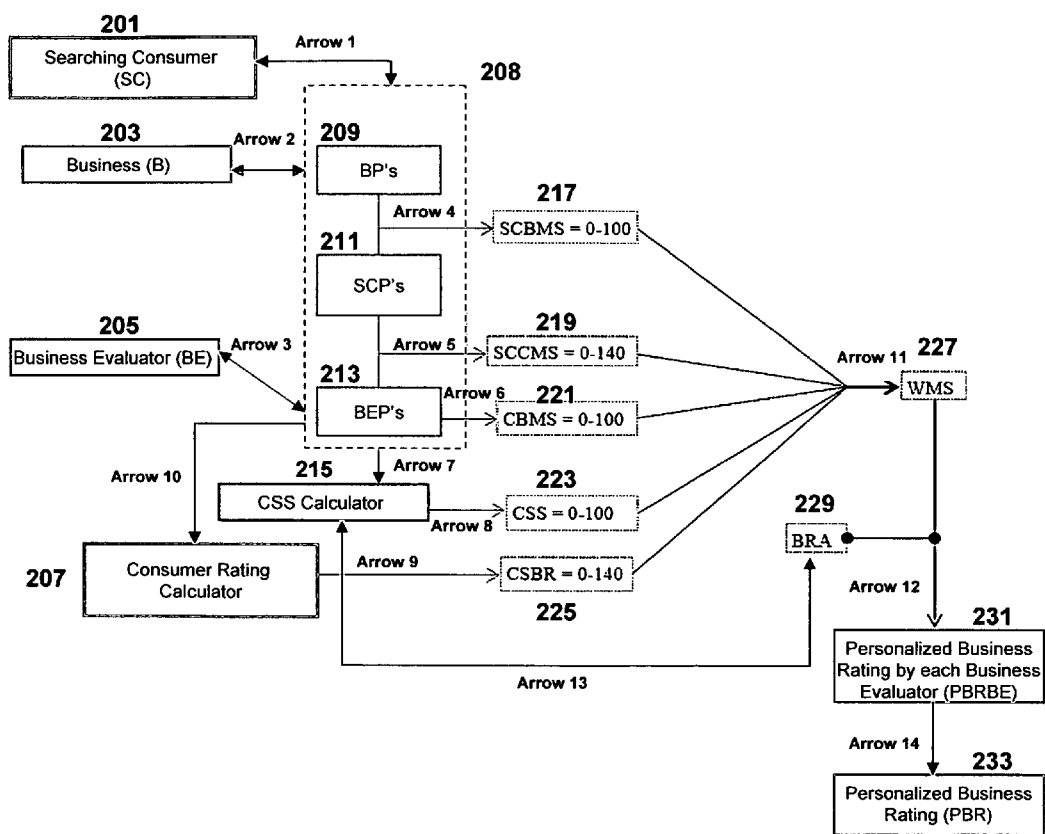 201
Searching Consumer
(SC)
Arrow 1
208
203
Business (B)
Arrow 2
209
BP's
Arrow 4
217
SCBMS = 0-100
211
SCP's
205
Business Evaluator (BE)
Arrow 3
Arrow 5
219
SCCMS = 0-140
Arrow 11
227
WMS
213
BEP's
Arrow 6
221
CBMS = 0-100
Arrow 10
215
Arrow 7
CSS Calculator
Arrow 8
223
CSS = 0-100
229
BRA
207
Consumer Rating
Calculator
Arrow 9
CSBR = 0-140
225
Arrow 12
Arrow 13
231
Personalized Business
Rating by each Business
Evaluator (PBRBE)
Arrow 14
233
Personalized Business
Rating (PBR)